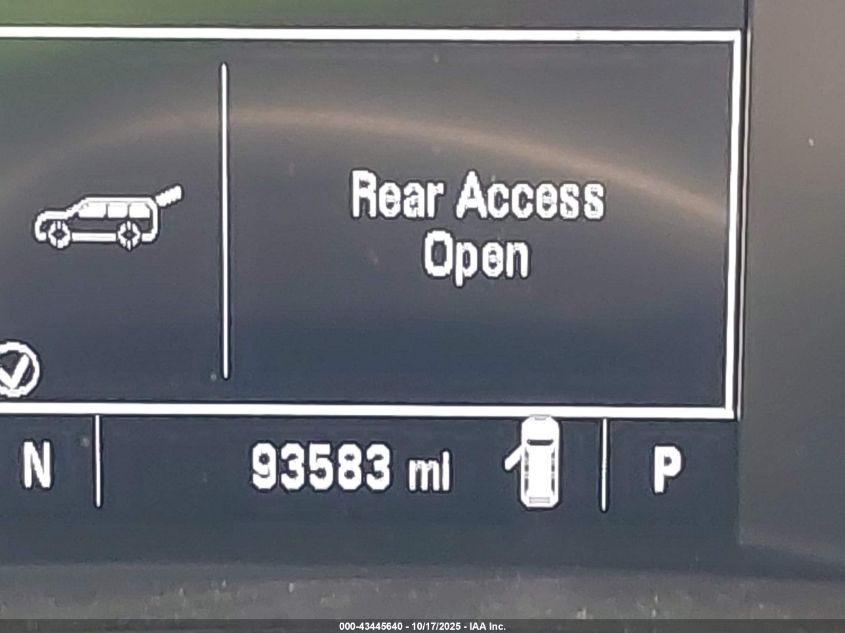 Rear Access
Open
N
93583 mi
P
000-43445640 - 10/17/2025 - IAA Inc.